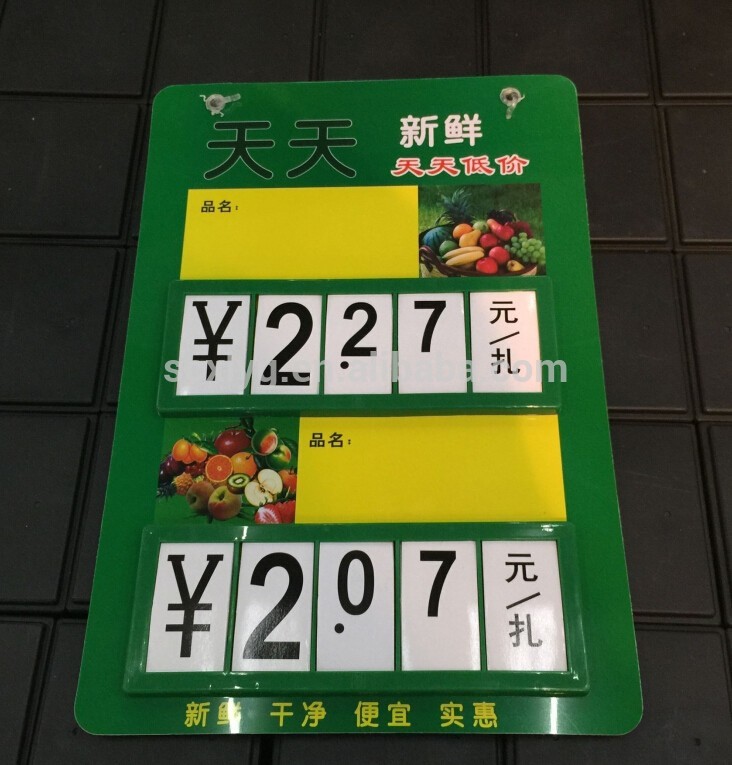 天天 新鲜
天天低价
品名:
¥2.27 元/扎
品名:
¥2.07 元/扎
新鲜 干净 便宜 实惠